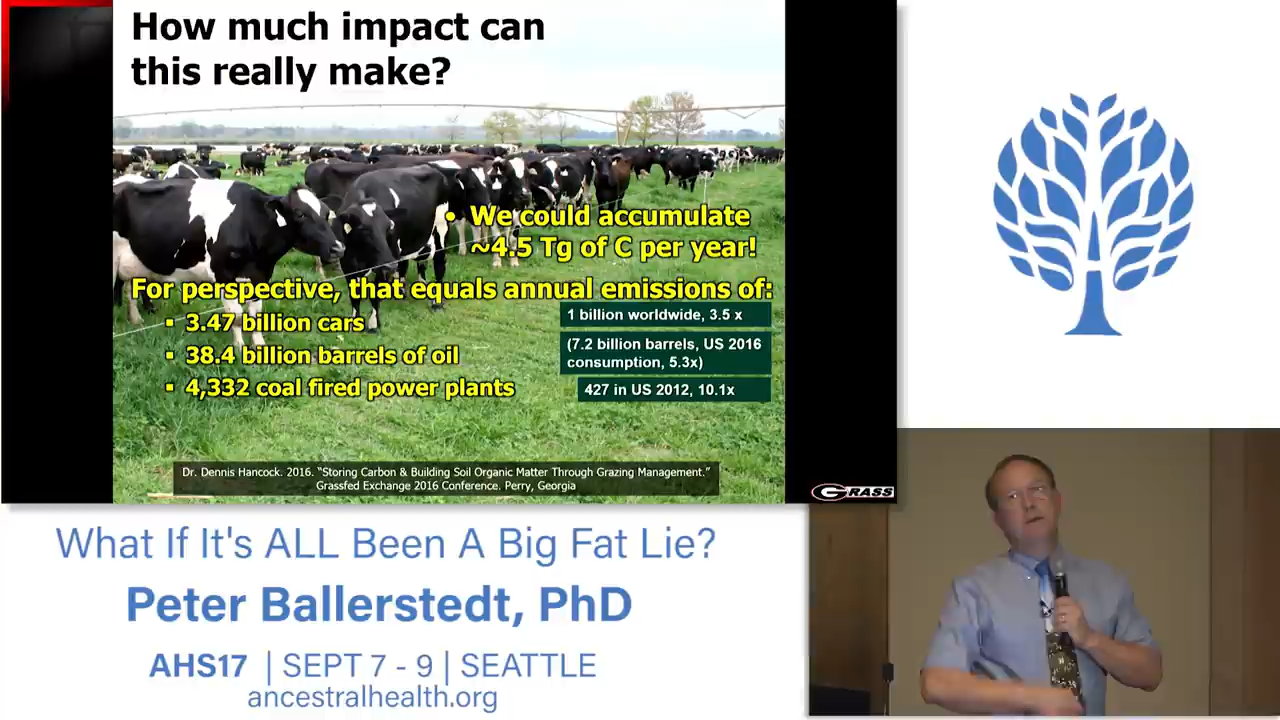 How much impact can
this really make?
• We could accumulate
~4.5 Tg of C per year!
For perspective, that equals annual emissions of:
▪ 3.47 billion cars
1 billion worldwide, 3.5 x
▪ 38.4 billion barrels of oil
(7.2 billion barrels, US 2016
consumption, 5.3x)
▪ 4,332 coal fired power plants
427 in US 2012, 10.1x
Dr. Dennis Hancock. 2016. “Storing Carbon & Building Soil Organic Matter Through Grazing Management.”
Grassfed Exchange 2016 Conference. Perry, Georgia
GRASS
What If It's ALL Been A Big Fat Lie?
Peter Ballerstedt, PhD
AHS17 | SEPT 7 - 9 | SEATTLE
ancestralhealth.org